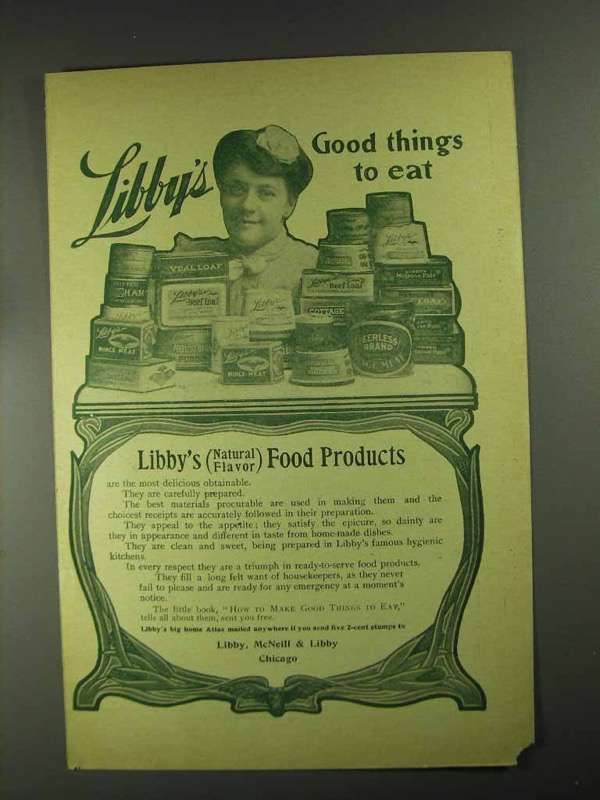 Libby's
Good things
to eat
VEAL LOAF
Libby's
Beef Loaf
Beef Loaf
COTTAGE
MINCE MEAT
MINCE MEAT
PEERLESS
BRAND
MINCE MEAT
Libby's (Natural Flavor) Food Products
are the most delicious obtainable.
They are carefully prepared.
The best materials procurable are used in making them and the
choicest receipts are accurately followed in their preparation.
They appeal to the appetite; they satisfy the epicure, so dainty are
they in appearance and different in taste from home-made dishes.
They are clean and sweet, being prepared in Libby's famous hygienic
kitchens.
In every respect they are a triumph in ready-to-serve food products.
They fill a long felt want of housekeepers, as they never
fail to please and are ready for any emergency at a moment's
notice.
The little book, "How to Make Good Things to Eat,"
tells all about them, sent you free.
Libby's big home Atlas mailed anywhere if you send five 2-cent stamps to
Libby, McNeill & Libby
Chicago